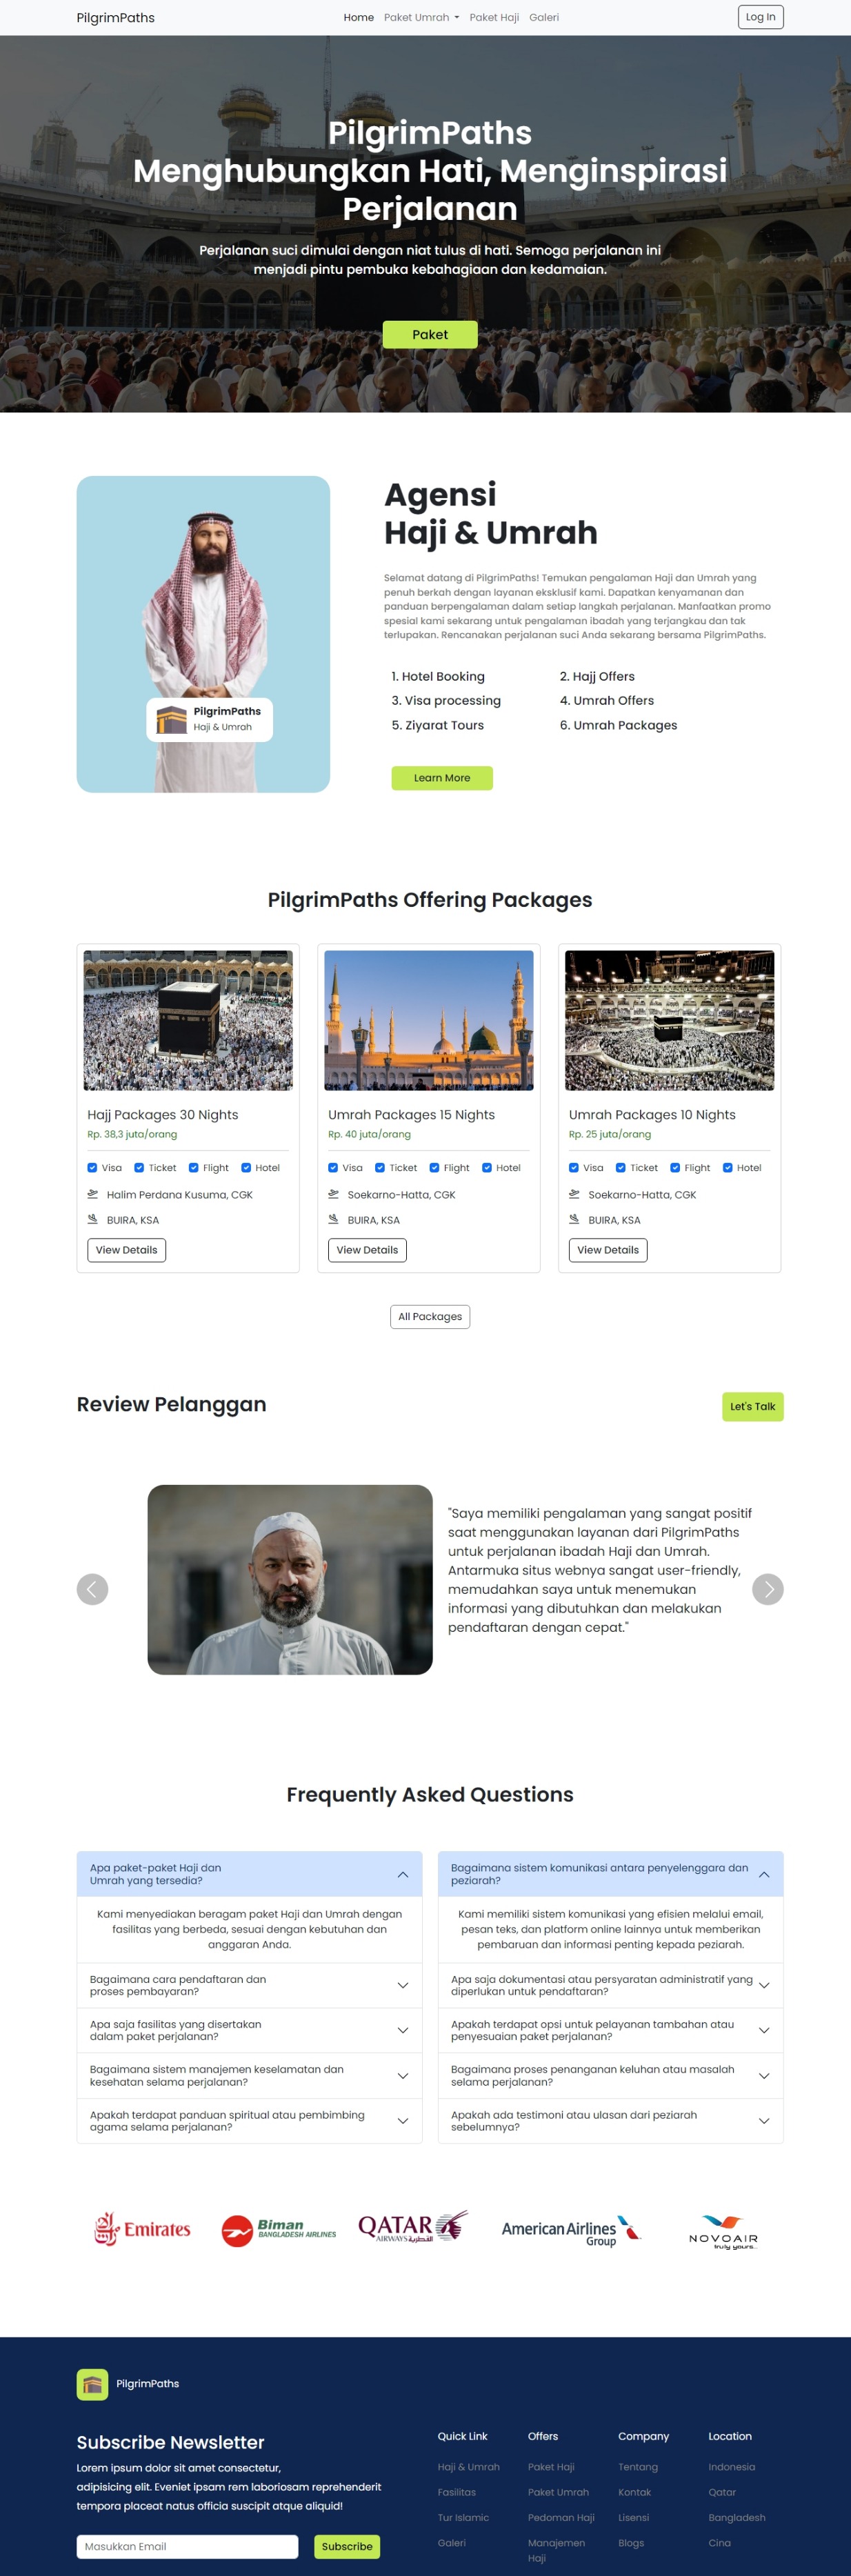 PilgrimPaths
Home Paket Umrah Paket Haji Galeri
Log In
PilgrimPaths
Menghubungkan Hati, Menginspirasi
Perjalanan
Perjalanan suci dimulai dengan niat tulus di hati. Semoga perjalanan ini
menjadi pintu pembuka kebahagiaan dan kedamaian.
Paket
PilgrimPaths
Haji & Umrah
Agensi
Haji & Umrah
Selamat datang di PilgrimPaths! Temukan pengalaman Haji dan Umrah yang
penuh berkah dengan layanan eksklusif kami. Dapatkan kenyamanan dan
panduan berpengalaman dalam setiap langkah perjalanan. Manfaatkan promo
spesial kami sekarang untuk pengalaman ibadah yang terjangkau dan tak
terlupakan. Rencanakan perjalanan suci Anda sekarang bersama PilgrimPaths.
1. Hotel Booking 2. Hajj Offers
3. Visa processing 4. Umrah Offers
5. Ziyarat Tours 6. Umrah Packages
Learn More
PilgrimPaths Offering Packages
Hajj Packages 30 Nights
Rp. 38,3 juta/orang
Visa Ticket Flight Hotel
Halim Perdana Kusuma, CGK
BUIRA, KSA
View Details
Umrah Packages 15 Nights
Rp. 40 juta/orang
Visa Ticket Flight Hotel
Soekarno-Hatta, CGK
BUIRA, KSA
View Details
Umrah Packages 10 Nights
Rp. 25 juta/orang
Visa Ticket Flight Hotel
Soekarno-Hatta, CGK
BUIRA, KSA
View Details
All Packages
Review Pelanggan
Let's Talk
"Saya memiliki pengalaman yang sangat positif
saat menggunakan layanan dari PilgrimPaths
untuk perjalanan ibadah Haji dan Umrah.
Antarmuka situs webnya sangat user-friendly,
memudahkan saya untuk menemukan
informasi yang dibutuhkan dan melakukan
pendaftaran dengan cepat."
Frequently Asked Questions
Apa paket-paket Haji dan
Umrah yang tersedia?
Kami menyediakan beragam paket Haji dan Umrah dengan
fasilitas yang berbeda, sesuai dengan kebutuhan dan
anggaran Anda.
Bagaimana cara pendaftaran dan
proses pembayaran?
Apa saja fasilitas yang disertakan
dalam paket perjalanan?
Bagaimana sistem manajemen keselamatan dan
kesehatan selama perjalanan?
Apakah terdapat panduan spiritual atau pembimbing
agama selama perjalanan?
Bagaimana sistem komunikasi antara penyelenggara dan
peziarah?
Kami memiliki sistem komunikasi yang efisien melalui email,
pesan teks, dan platform online lainnya untuk memberikan
pembaruan dan informasi penting kepada peziarah.
Apa saja dokumentasi atau persyaratan administratif yang
diperlukan untuk pendaftaran?
Apakah terdapat opsi untuk pelayanan tambahan atau
penyesuaian paket perjalanan?
Bagaimana proses penanganan keluhan atau masalah
selama perjalanan?
Apakah ada testimoni atau ulasan dari peziarah
sebelumnya?
Emirates
Biman
BANGLADESH AIRLINES
QATAR
AIRWAYS القطرية
American Airlines
Group
NOVOAIR
truly yours...
PilgrimPaths
Subscribe Newsletter
Lorem ipsum dolor sit amet consectetur,
adipisicing elit. Eveniet ipsam rem laboriosam reprehenderit
tempora placeat natus officia suscipit atque aliquid!
Masukkan Email
Subscribe
Quick Link
Haji & Umrah
Fasilitas
Tur Islamic
Galeri
Offers
Paket Haji
Paket Umrah
Pedoman Haji
Manajemen
Haji
Company
Tentang
Kontak
Lisensi
Blogs
Location
Indonesia
Qatar
Bangladesh
Cina